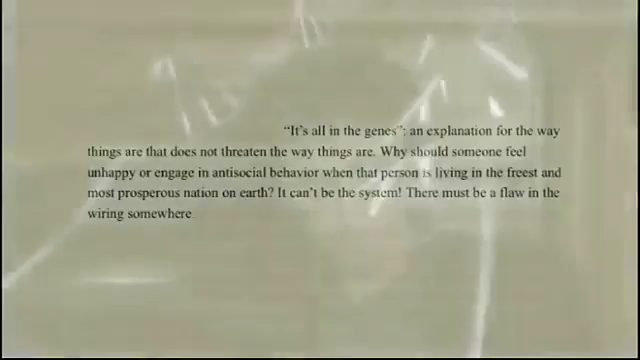 “It’s all in the genes”: an explanation for the way
things are that does not threaten the way things are. Why should someone feel
unhappy or engage in antisocial behavior when that person is living in the freest and
most prosperous nation on earth? It can’t be the system! There must be a flaw in the
wiring somewhere